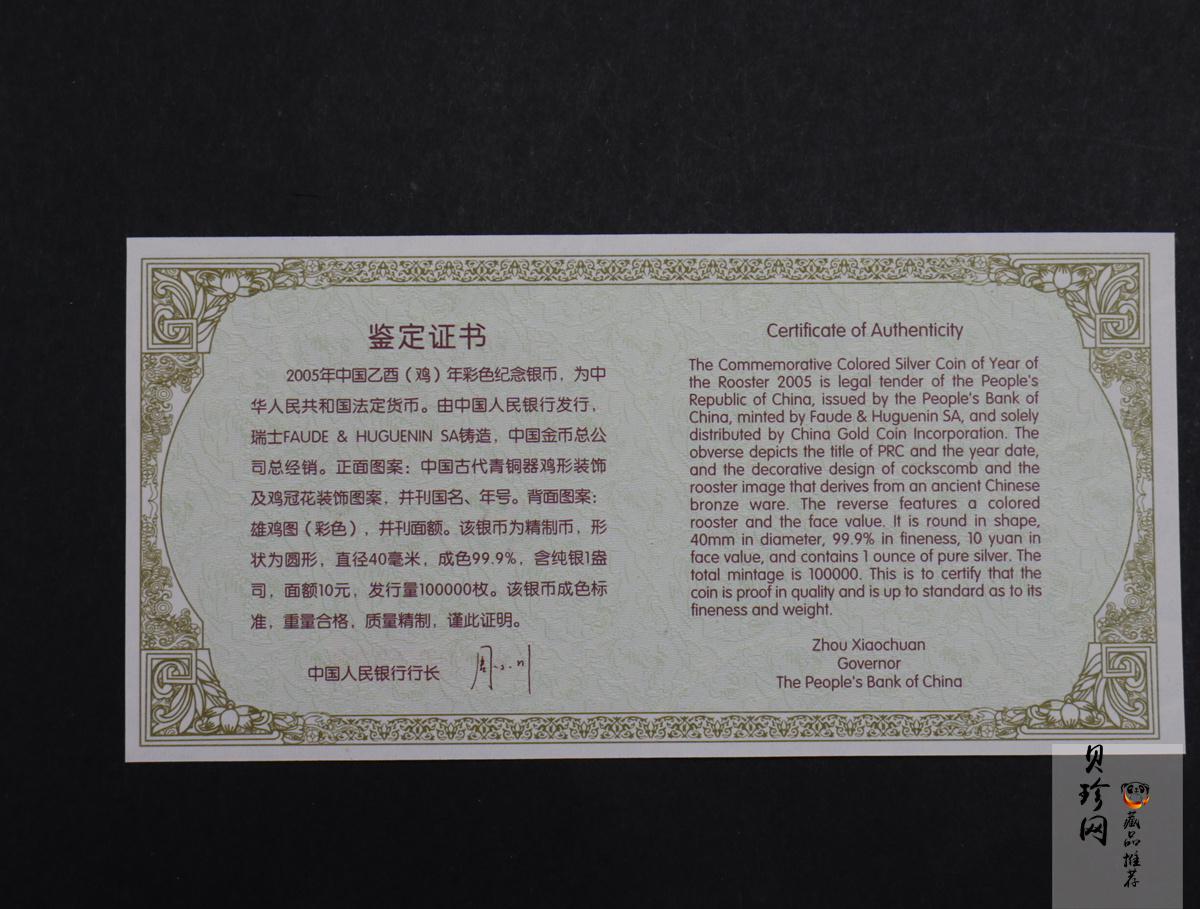 鉴定证书
2005年中国乙酉（鸡）年彩色纪念银币，为中
华人民共和国法定货币。由中国人民银行发行，
瑞士FAUDE & HUGUENIN SA铸造，中国金币总公
司总经销。正面图案：中国古代青铜器鸡形装饰
及鸡冠花装饰图案，并刊国名、年号。背面图案：
雄鸡图（彩色），并刊面额。该银币为精制币，形
状为圆形，直径40毫米，成色99.9%，含纯银1盎
司，面额10元，发行量100000枚。该银币成色标
准，重量合格，质量精制，谨此证明。
中国人民银行行长 周小川
Certificate of Authenticity
The Commemorative Colored Silver Coin of Year of
the Rooster 2005 is legal tender of the People's
Republic of China, issued by the People's Bank of
China, minted by Faude & Huguenin SA, and solely
distributed by China Gold Coin Incorporation. The
obverse depicts the title of PRC and the year date,
and the decorative design of cockscomb and the
rooster image that derives from an ancient Chinese
bronze ware. The reverse features a colored
rooster and the face value. It is round in shape,
40mm in diameter, 99.9% in fineness, 10 yuan in
face value, and contains 1 ounce of pure silver. The
total mintage is 100000. This is to certify that the
coin is proof in quality and is up to standard as to its
fineness and weight.
Zhou Xiaochuan
Governor
The People's Bank of China
贝珍网
藏品推荐